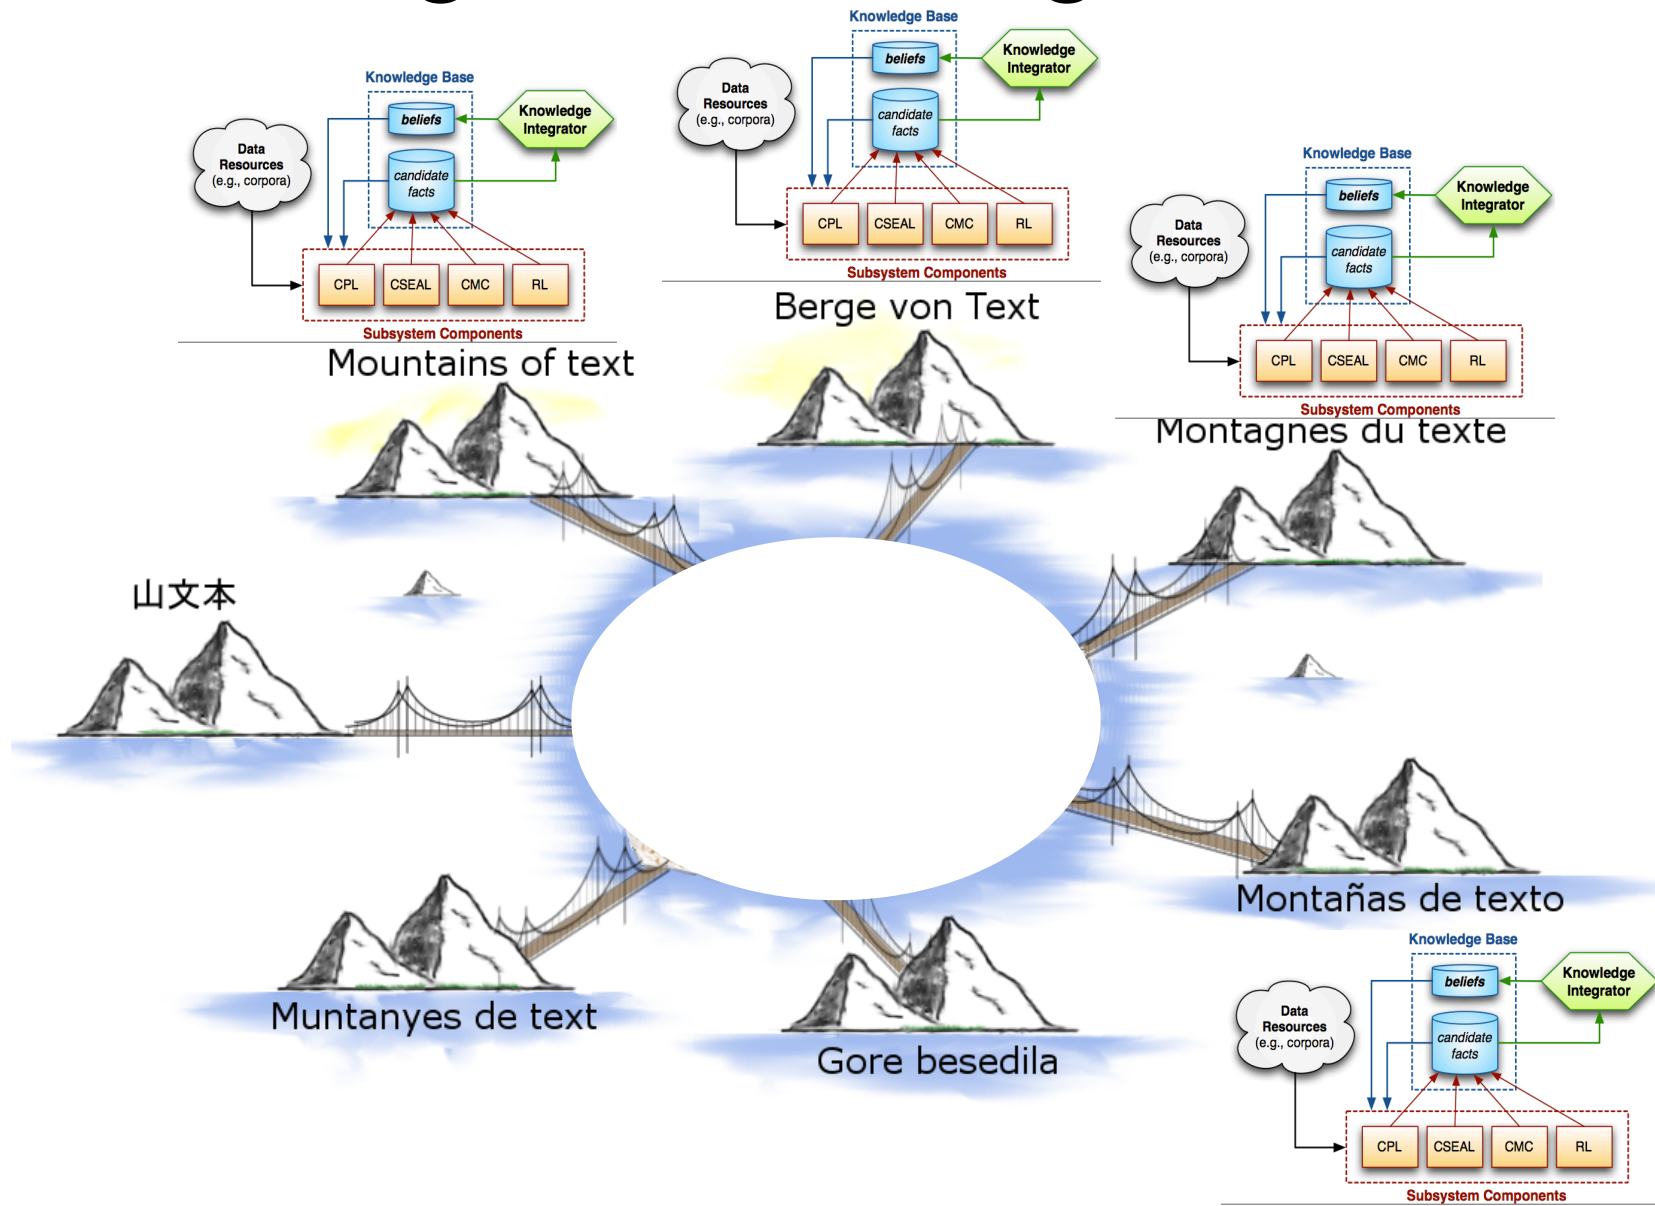 Knowledge Base
beliefs
Knowledge
Integrator
Data
Resources
(e.g., corpora)
candidate
facts
CPL
CSEAL
CMC
RL
Subsystem Components
Mountains of text
Knowledge Base
beliefs
Knowledge
Integrator
Data
Resources
(e.g., corpora)
candidate
facts
CPL
CSEAL
CMC
RL
Subsystem Components
Berge von Text
Knowledge Base
beliefs
Knowledge
Integrator
Data
Resources
(e.g., corpora)
candidate
facts
CPL
CSEAL
CMC
RL
Subsystem Components
Montagnes du texte
山文本
Montañas de texto
Muntanyes de text
Gore besedila
Knowledge Base
beliefs
Knowledge
Integrator
Data
Resources
(e.g., corpora)
candidate
facts
CPL
CSEAL
CMC
RL
Subsystem Components